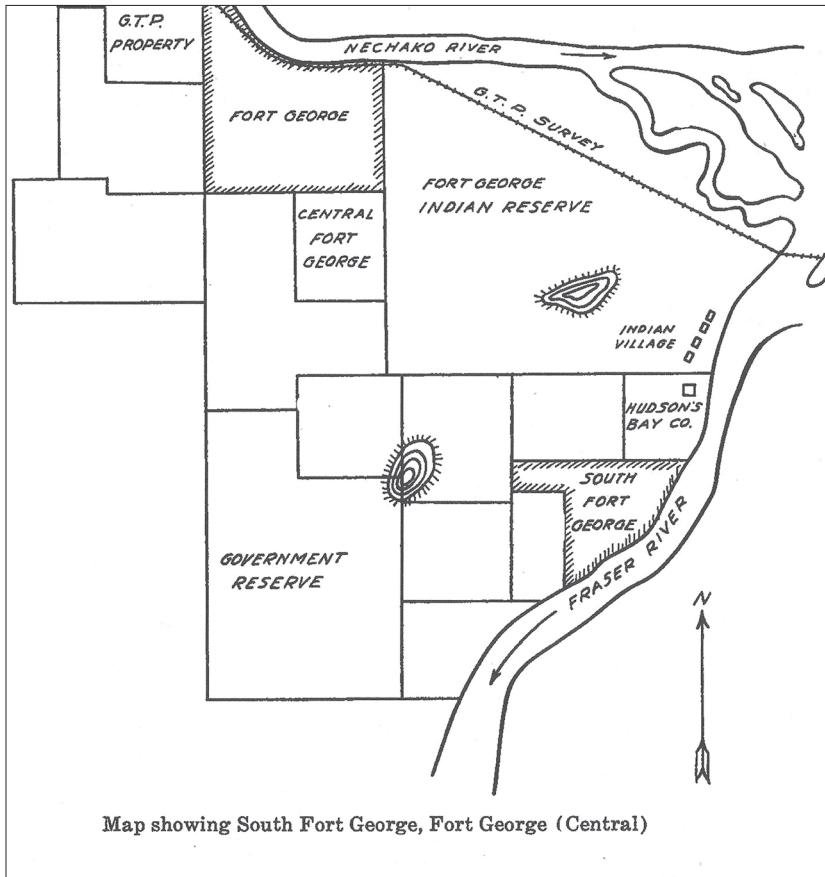 G.T.P.
PROPERTY
NECHAKO RIVER
FORT GEORGE
G.T.P. SURVEY
FORT GEORGE
INDIAN RESERVE
CENTRAL
FORT
GEORGE
INDIAN
VILLAGE
HUDSON'S
BAY CO.
SOUTH
FORT
GEORGE
GOVERNMENT
RESERVE
FRASER RIVER
N
Map showing South Fort George, Fort George (Central)